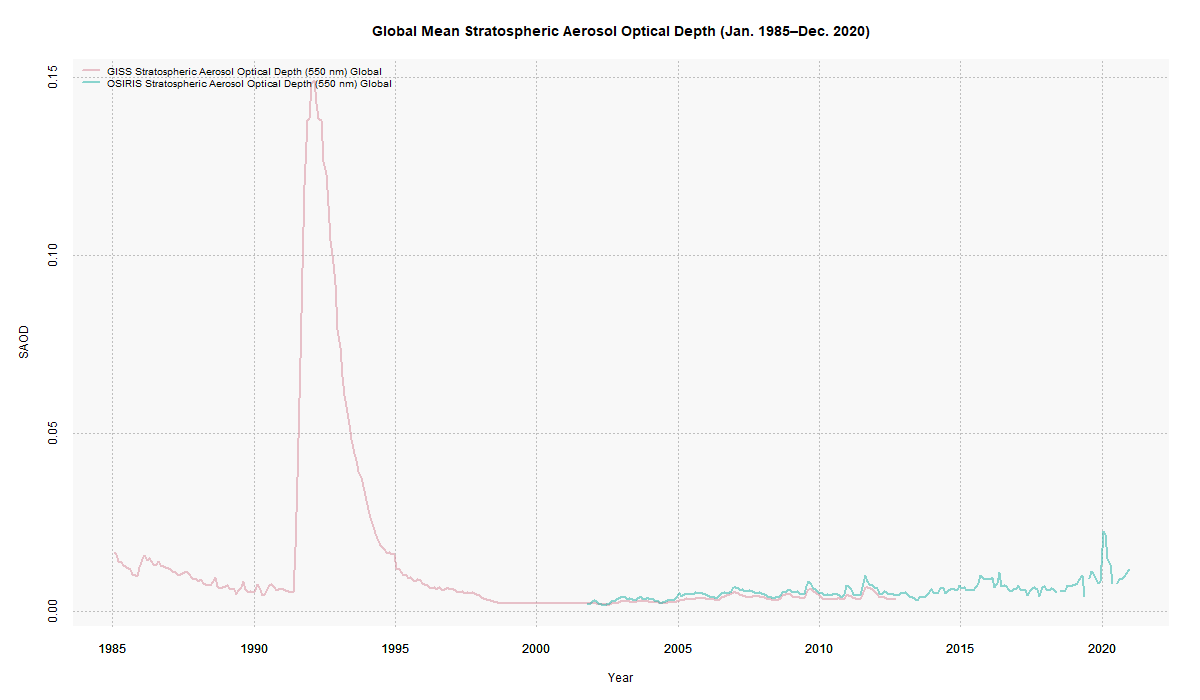 Global Mean Stratospheric Aerosol Optical Depth (Jan. 1985–Dec. 2020)
GISS Stratospheric Aerosol Optical Depth (550 nm) Global
OSIRIS Stratospheric Aerosol Optical Depth (550 nm) Global
0.15
0.10
0.05
0.00
SAOD
1985 1990 1995 2000 2005 2010 2015 2020
Year